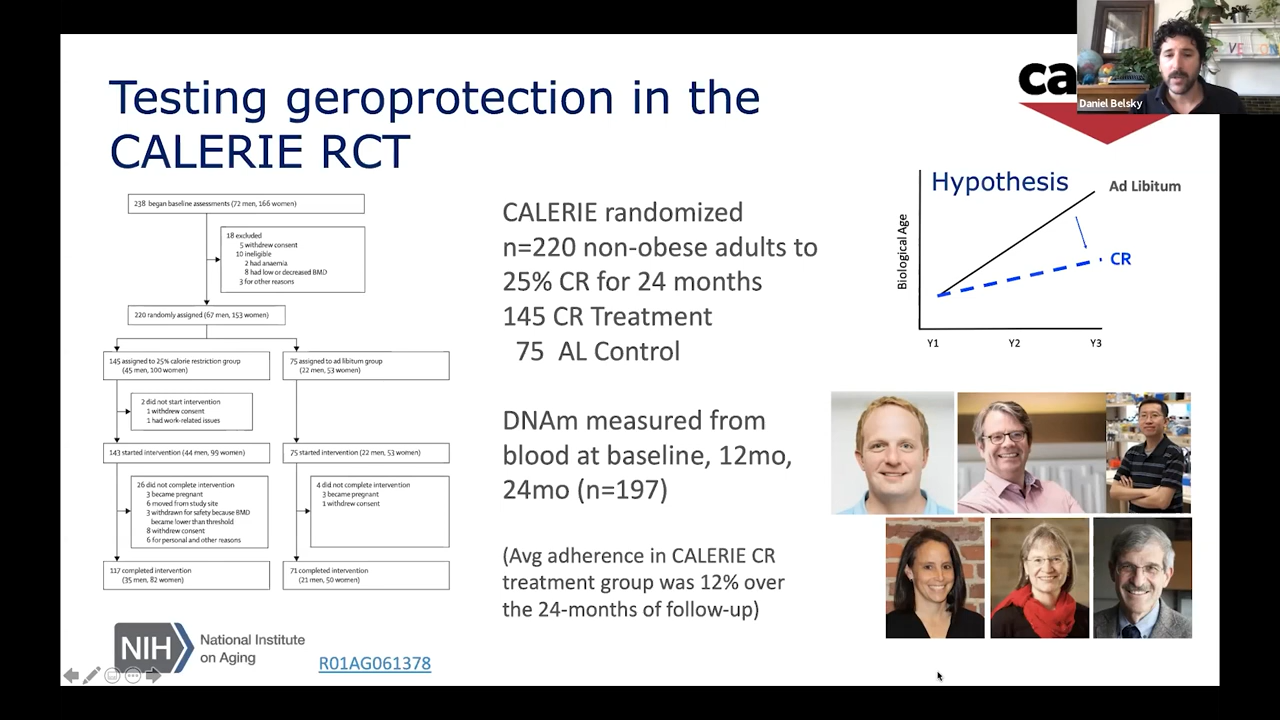 Testing geroprotection in the
CALERIE RCT
ca
Daniel Belsky
238 began baseline assessments (72 men, 166 women)
18 excluded
5 withdrew consent
10 ineligible
2 had anaemia
8 had low or decreased BMD
3 for other reasons
220 randomly assigned (67 men, 153 women)
145 assigned to 25% calorie restriction group
(45 men, 100 women)
75 assigned to ad libitum group
(22 men, 53 women)
2 did not start intervention
1 withdrew consent
1 had work-related issues
143 started intervention (44 men, 99 women)
75 started intervention (22 men, 53 women)
26 did not complete intervention
3 became pregnant
6 moved from study site
3 withdrawn for safety because BMD
became lower than threshold
8 withdrew consent
6 for personal and other reasons
4 did not complete intervention
3 became pregnant
1 withdrew consent
117 completed intervention
(35 men, 82 women)
71 completed intervention
(21 men, 50 women)
CALERIE randomized
n=220 non-obese adults to
25% CR for 24 months
145 CR Treatment
75 AL Control
DNAm measured from
blood at baseline, 12mo,
24mo (n=197)
(Avg adherence in CALERIE CR
treatment group was 12% over
the 24-months of follow-up)
Hypothesis
Ad Libitum
CR
Biological Age
Y1 Y2 Y3
NIH
National Institute
on Aging
R01AG061378